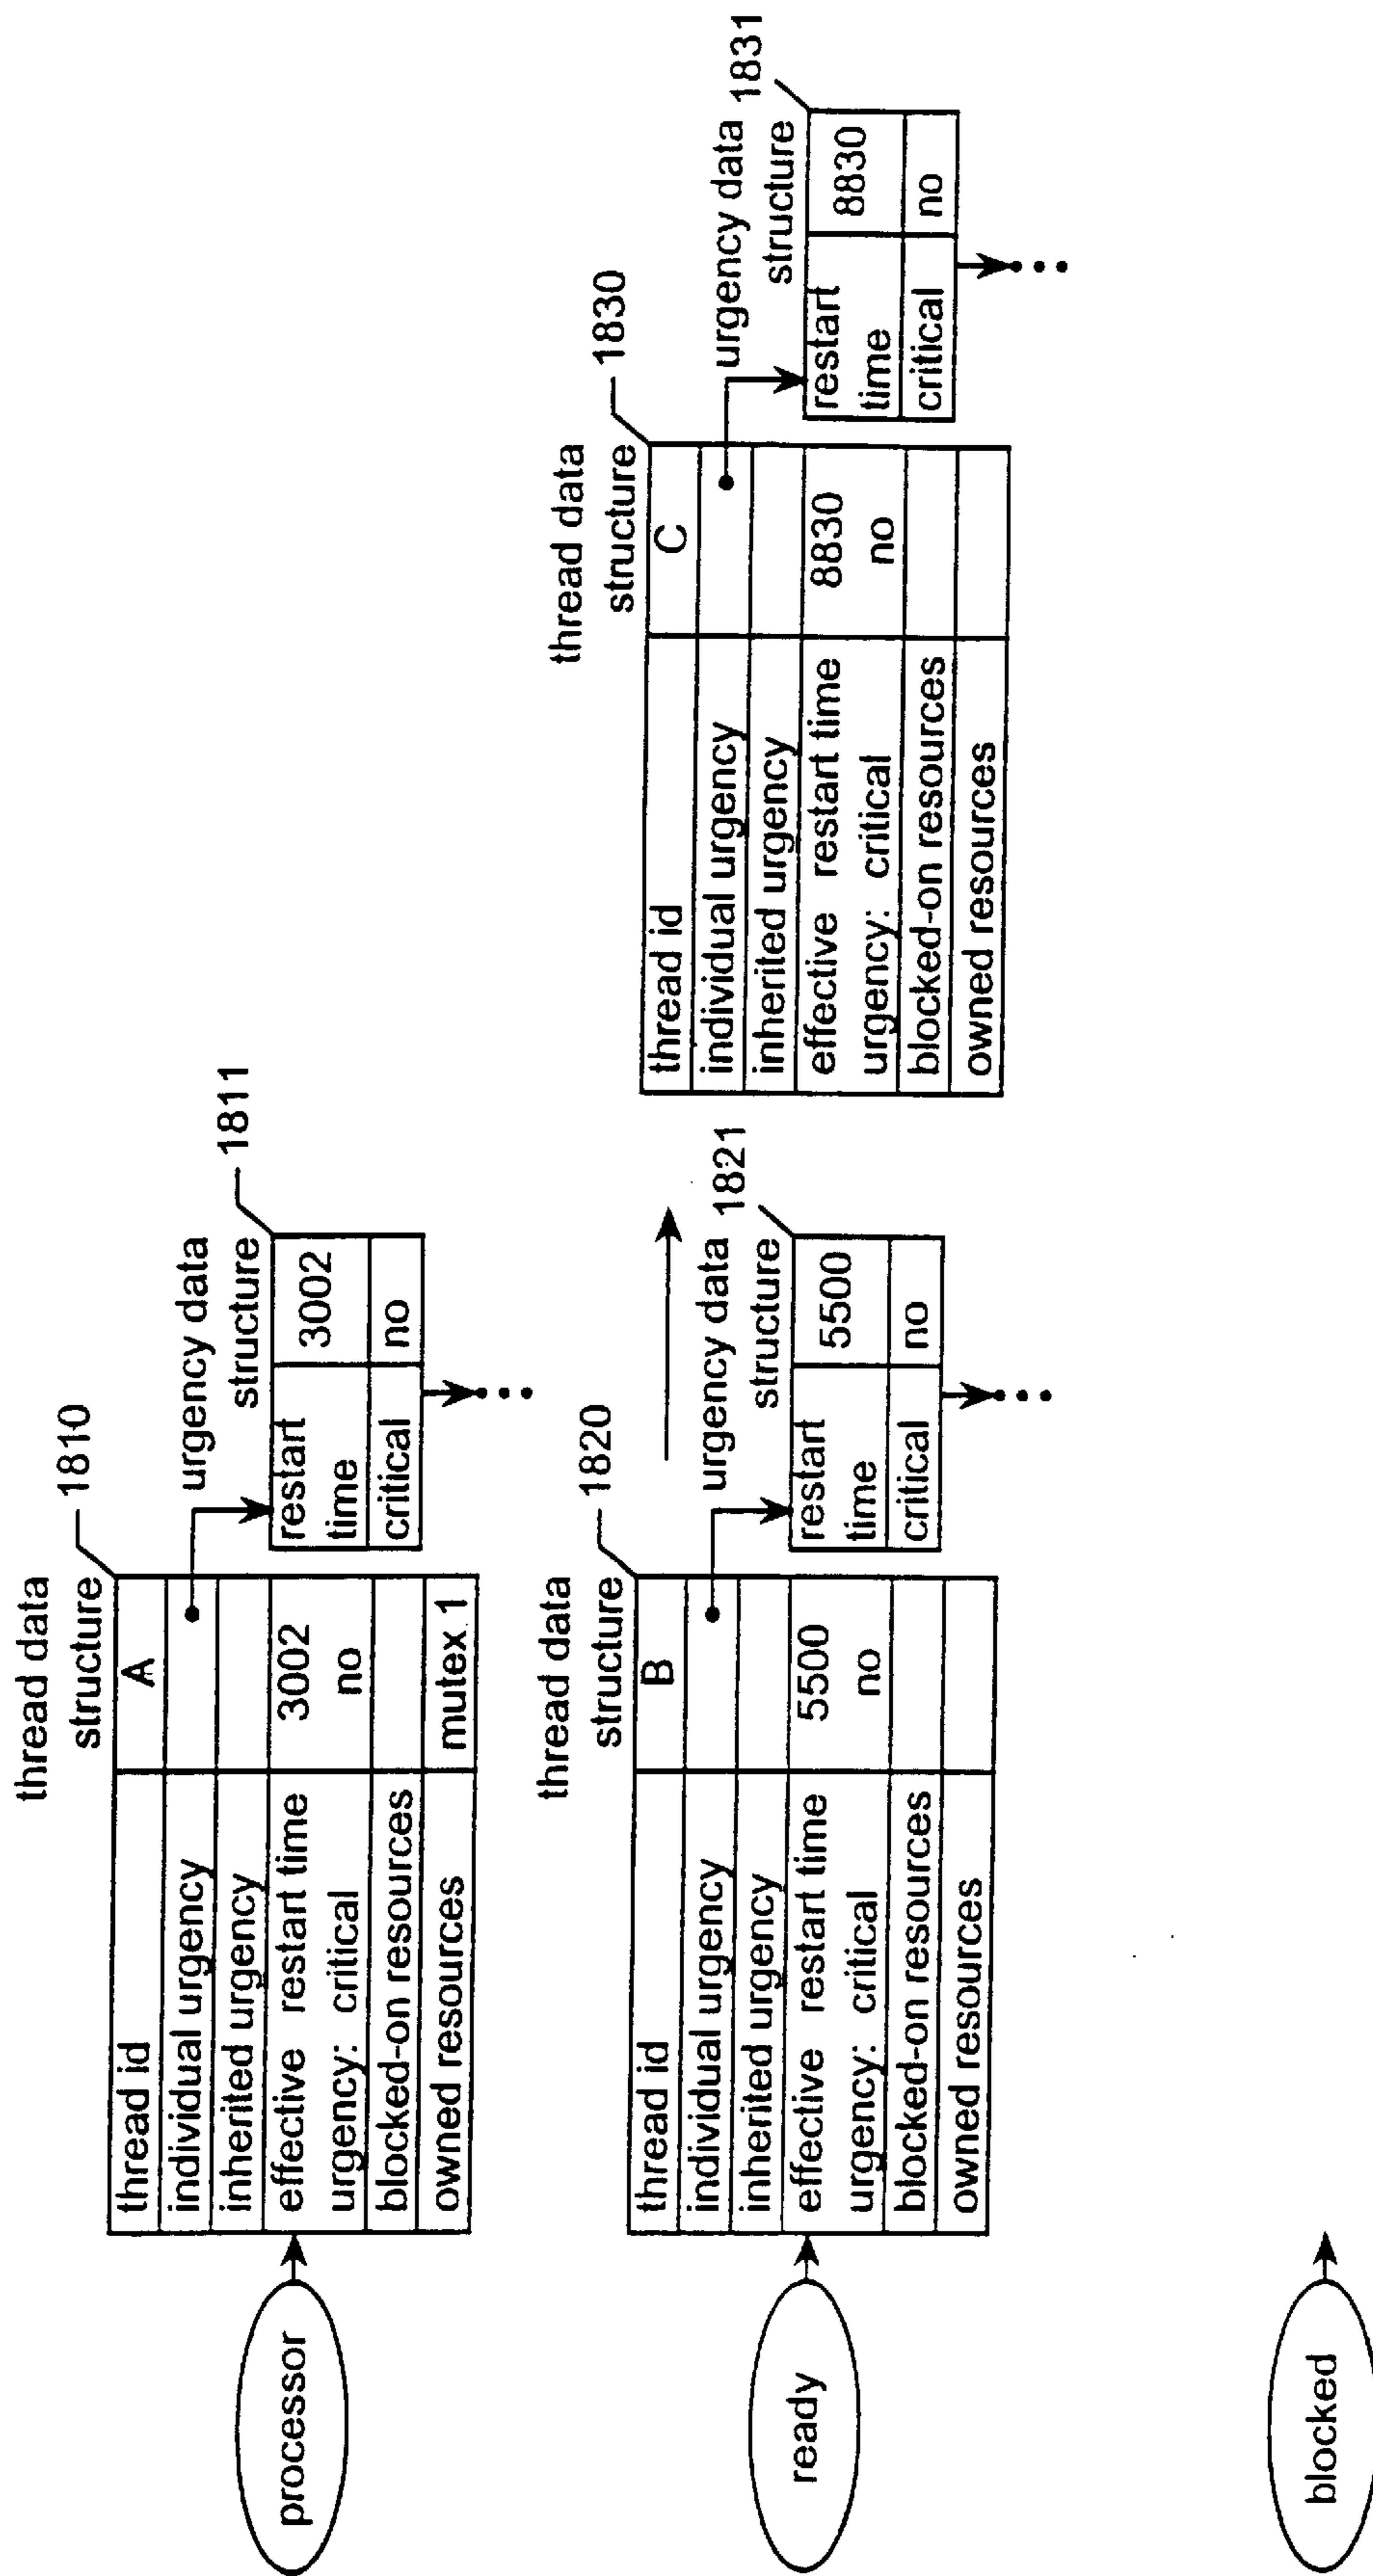 thread data
structure
1810
processor
thread id A
individual urgency
inherited urgency
effective restart time 3002
urgency: critical no
blocked-on resources
owned resources mutex 1
urgency data
structure
1811
restart
time 3002
critical no
thread data
structure
1820
ready
thread id B
individual urgency
inherited urgency
effective restart time 5500
urgency: critical no
blocked-on resources
owned resources
urgency data
structure
1821
restart
time 5500
critical no
thread data
structure
1830
thread id C
individual urgency
inherited urgency
effective restart time 8830
urgency: critical no
blocked-on resources
owned resources
urgency data
structure
1831
restart
time 8830
critical no
blocked